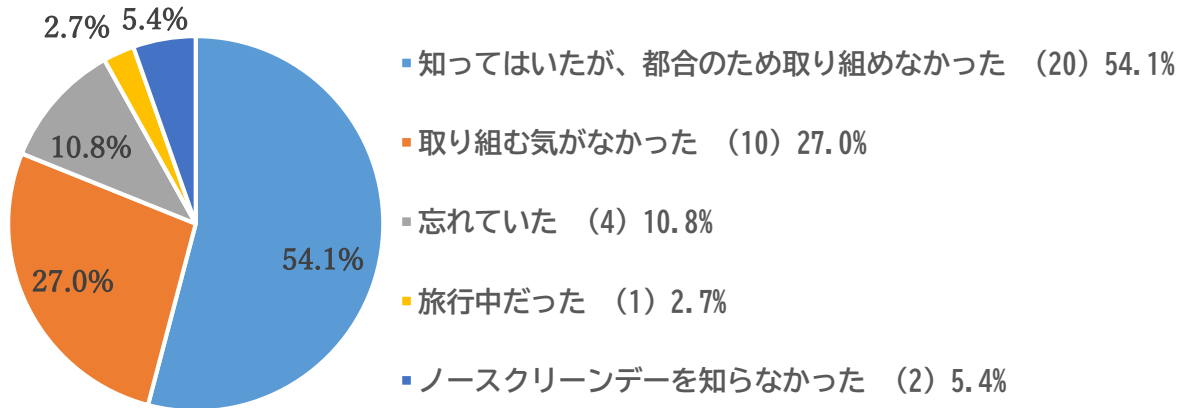 2.7%
5.4%
10.8%
27.0%
54.1%
知ってはいたが、都合のため取り組めなかった （20）54.1%
取り組む気がなかった （10）27.0%
忘れていた （4）10.8%
旅行中だった （1）2.7%
ノースクリーンデーを知らなかった （2）5.4%